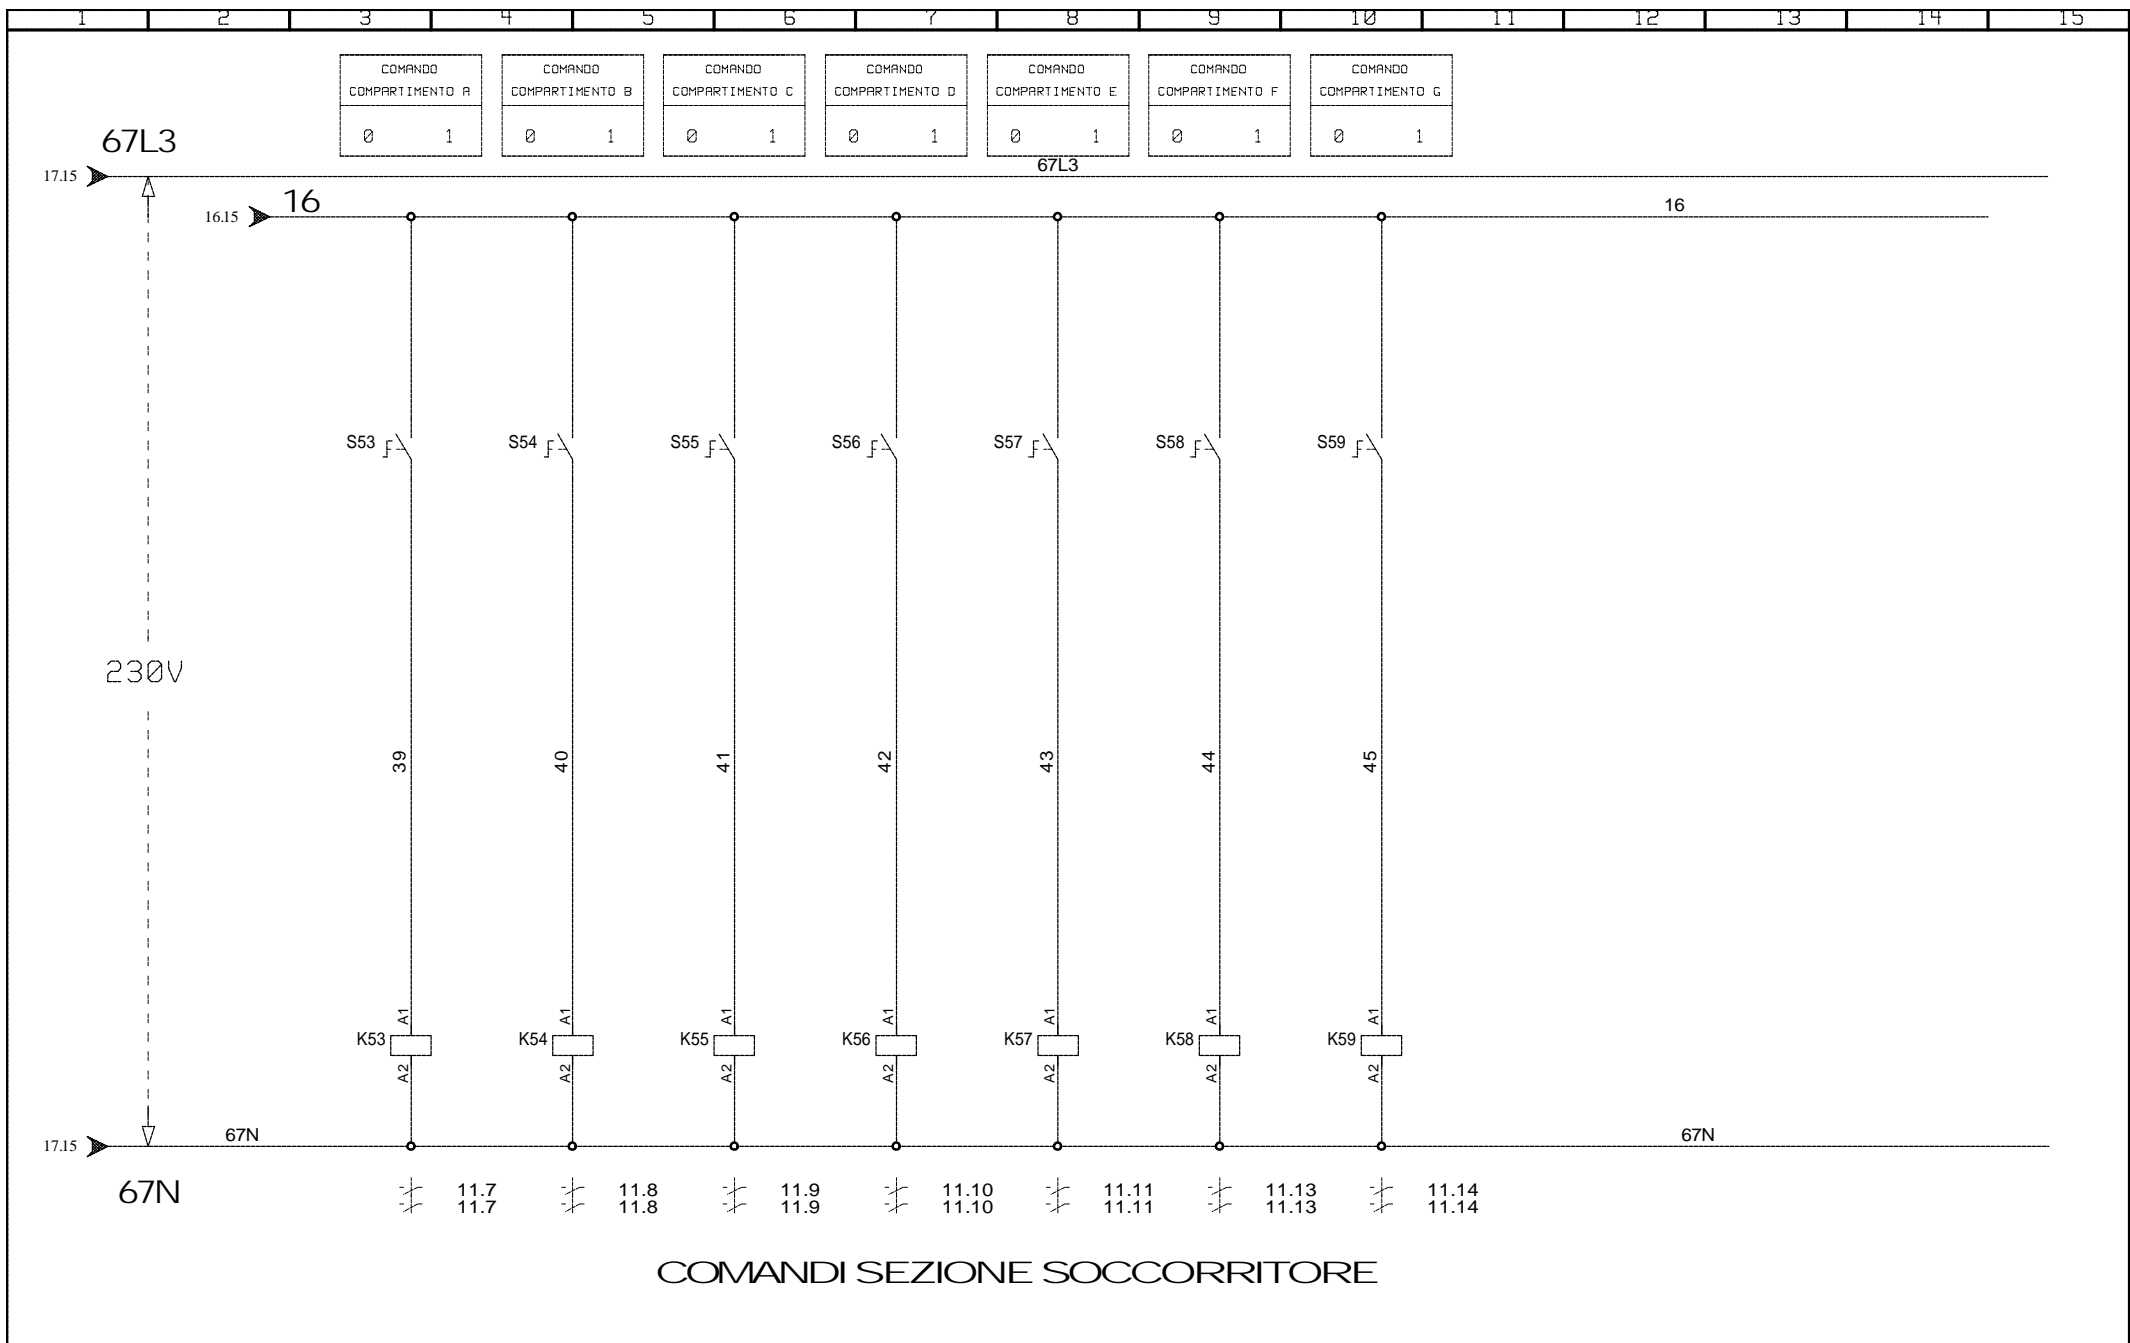 1 2 3 4 5 6 7 8 9 10 11 12 13 14 15
COMANDO COMANDO COMANDO COMANDO COMANDO COMANDO COMANDO
COMPARTIMENTO A COMPARTIMENTO B COMPARTIMENTO C COMPARTIMENTO D COMPARTIMENTO E COMPARTIMENTO F COMPARTIMENTO G
0 1 0 1 0 1 0 1 0 1 0 1 0 1
67L3
67L3
17.15
16
16
16.15
S53 S54 S55 S56 S57 S58 S59
230V
39 40 41 42 43 44 45
A1 A1 A1 A1 A1 A1 A1
K53 K54 K55 K56 K57 K58 K59
A2 A2 A2 A2 A2 A2 A2
67N 67N
17.15
67N
11.7 11.8 11.9 11.10 11.11 11.13 11.14
11.7 11.8 11.9 11.10 11.11 11.13 11.14
COMANDI SEZIONE SOCCORRITORE